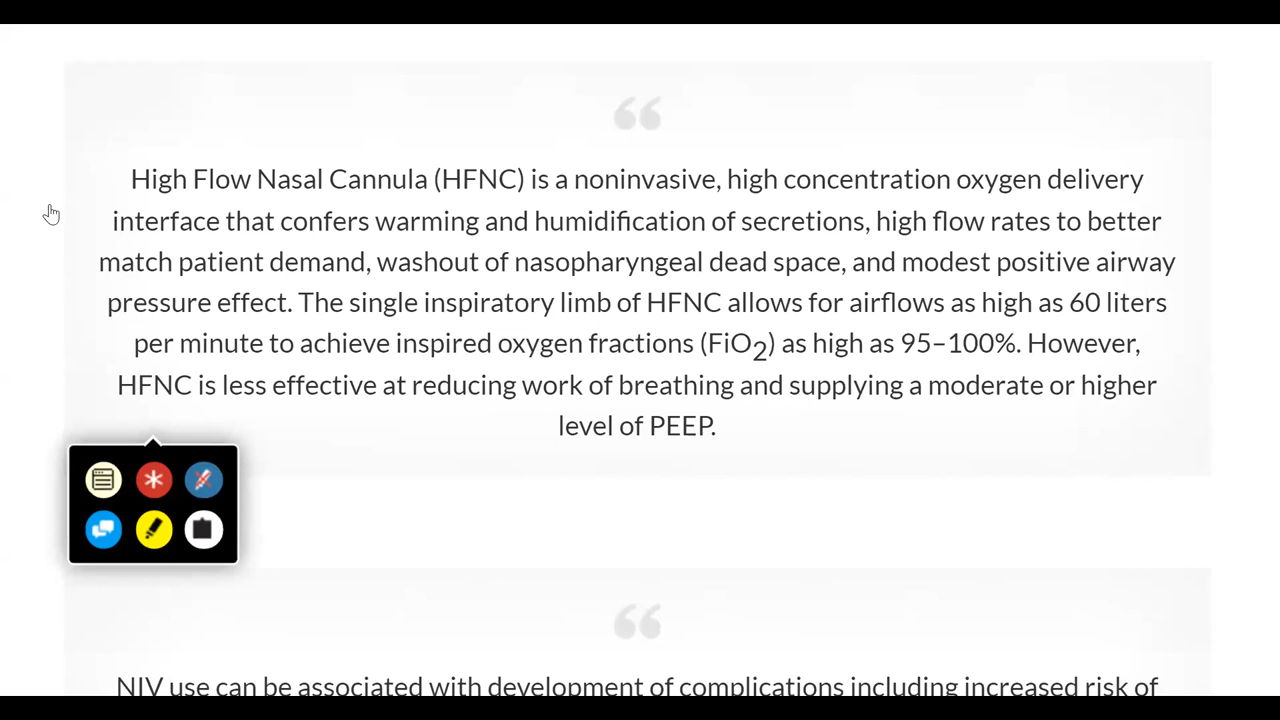 “
High Flow Nasal Cannula (HFNC) is a noninvasive, high concentration oxygen delivery
interface that confers warming and humidification of secretions, high flow rates to better
match patient demand, washout of nasopharyngeal dead space, and modest positive airway
pressure effect. The single inspiratory limb of HFNC allows for airflows as high as 60 liters
per minute to achieve inspired oxygen fractions (FiO2) as high as 95–100%. However,
HFNC is less effective at reducing work of breathing and supplying a moderate or higher
level of PEEP.
“
NIV use can be associated with development of complications including increased risk of